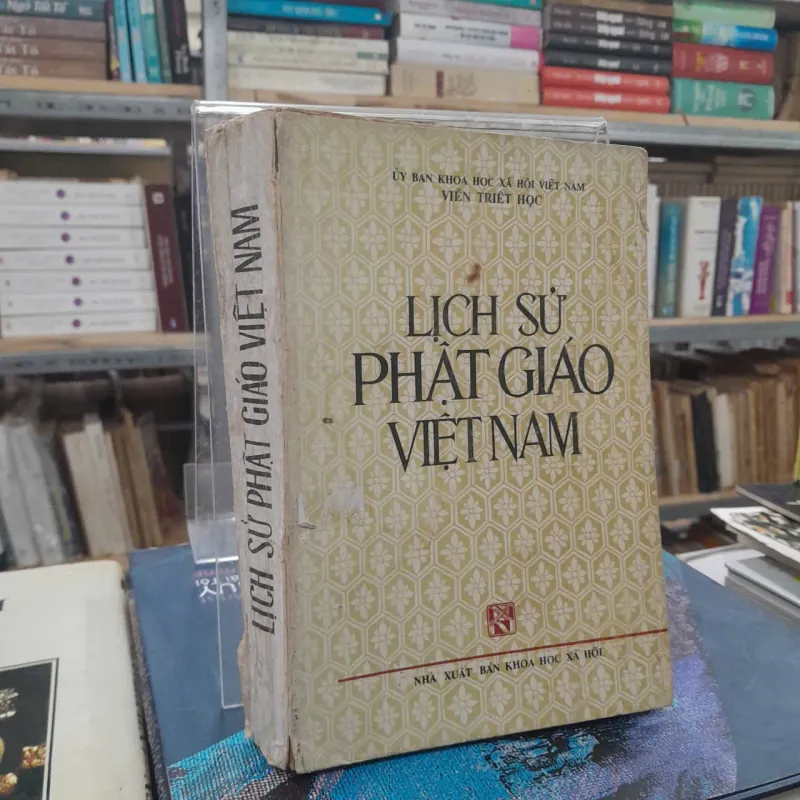 ỦY BAN KHOA HỌC XÃ HỘI VIỆT NAM
VIỆN TRIẾT HỌC
LỊCH SỬ
PHẬT GIÁO
VIỆT NAM
NHÀ XUẤT BẢN KHOA HỌC XÃ HỘI
LỊCH SỬ PHẬT GIÁO VIỆT NAM